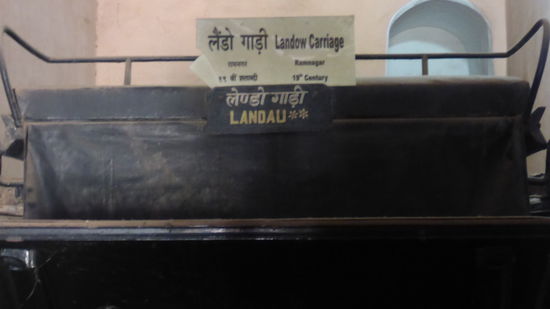 लैंडो गाड़ी Landow Carriage
रामनगर Ramnagar
१९ वीं शताब्दी 19th Century
लेण्डो गाड़ी
LANDAU**